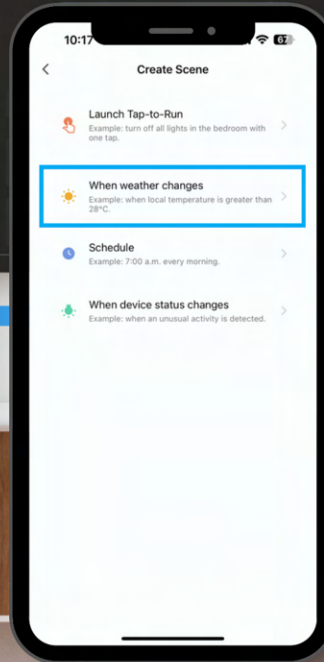 10:17
67
Create Scene
Launch Tap-to-Run
Example: turn off all lights in the bedroom with
one tap.
When weather changes
Example: when local temperature is greater than
28°C.
Schedule
Example: 7:00 a.m. every morning.
When device status changes
Example: when an unusual activity is detected.